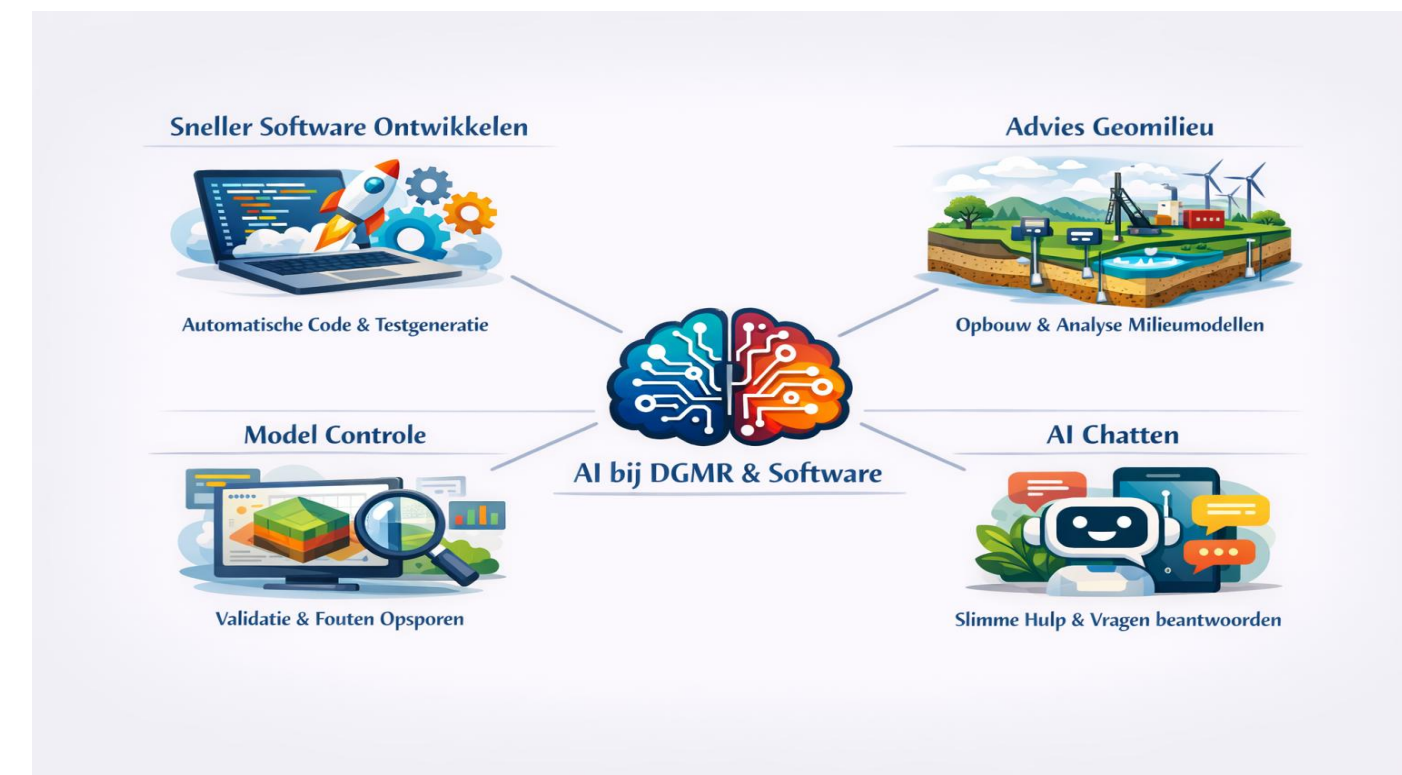 Sneller Software Ontwikkelen
Advies Geomilieu
Automatische Code & Testgeneratie
Opbouw & Analyse Milieumodellen
Model Controle
AI Chatten
AI bij DGMR & Software
Validatie & Fouten Opsporen
Slimme Hulp & Vragen beantwoorden